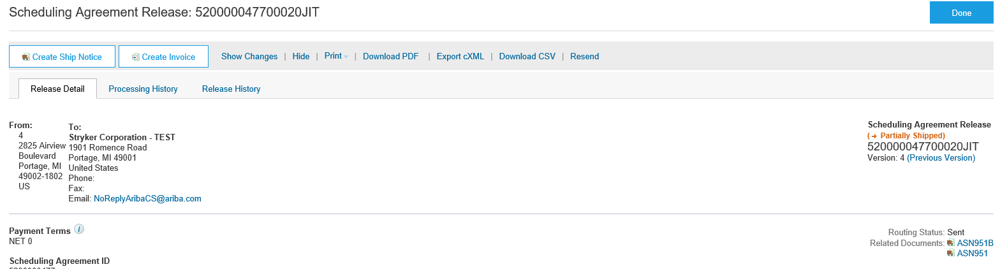 Scheduling Agreement Release: 520000047700020JIT
Done
Create Ship Notice
Create Invoice
Show Changes | Hide | Print | Download PDF | Export cXML | Download CSV | Resend
Release Detail
Processing History
Release History
From:
4
2825 Airview
Boulevard
Portage, MI
49002-1802
US
To:
Stryker Corporation - TEST
1901 Romence Road
Portage, MI 49001
United States
Phone:
Fax:
Email: NoReplyAribaCS@ariba.com
Scheduling Agreement Release
(→ Partially Shipped)
520000047700020JIT
Version: 4 (Previous Version)
Payment Terms
NET 0
Scheduling Agreement ID
Routing Status: Sent
Related Documents: ASN951B
ASN951